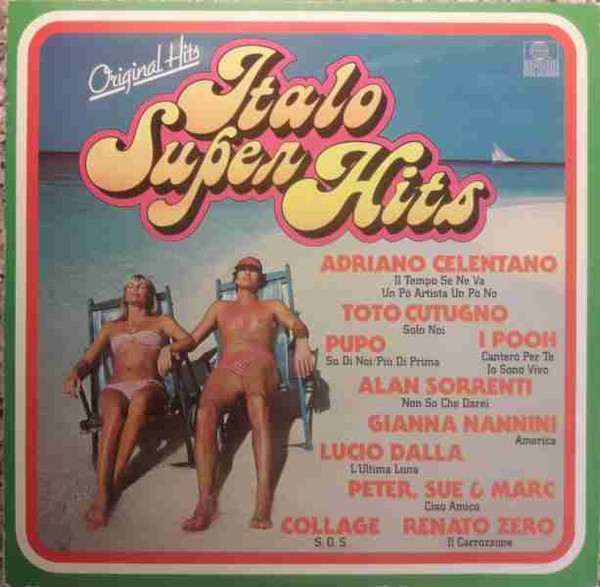 Original Hits
Italo
Super Hits
ARIOLA
ADRIANO CELENTANO
Il Tempo Se Ne Va
Un Pò Artista Un Pò No
TOTO CUTUGNO
Solo Noi
PUPO
Su Di Noi/Piu Di Prima
I POOH
Cantero Per Te
Io Sono Vivo
ALAN SORRENTI
Non So Che Darei
GIANNA NANNINI
America
LUCIO DALLA
L'Ultima Luna
PETER, SUE & MARC
Ciao Amico
COLLAGE
S. O. S.
RENATO ZERO
Il Carrozzone